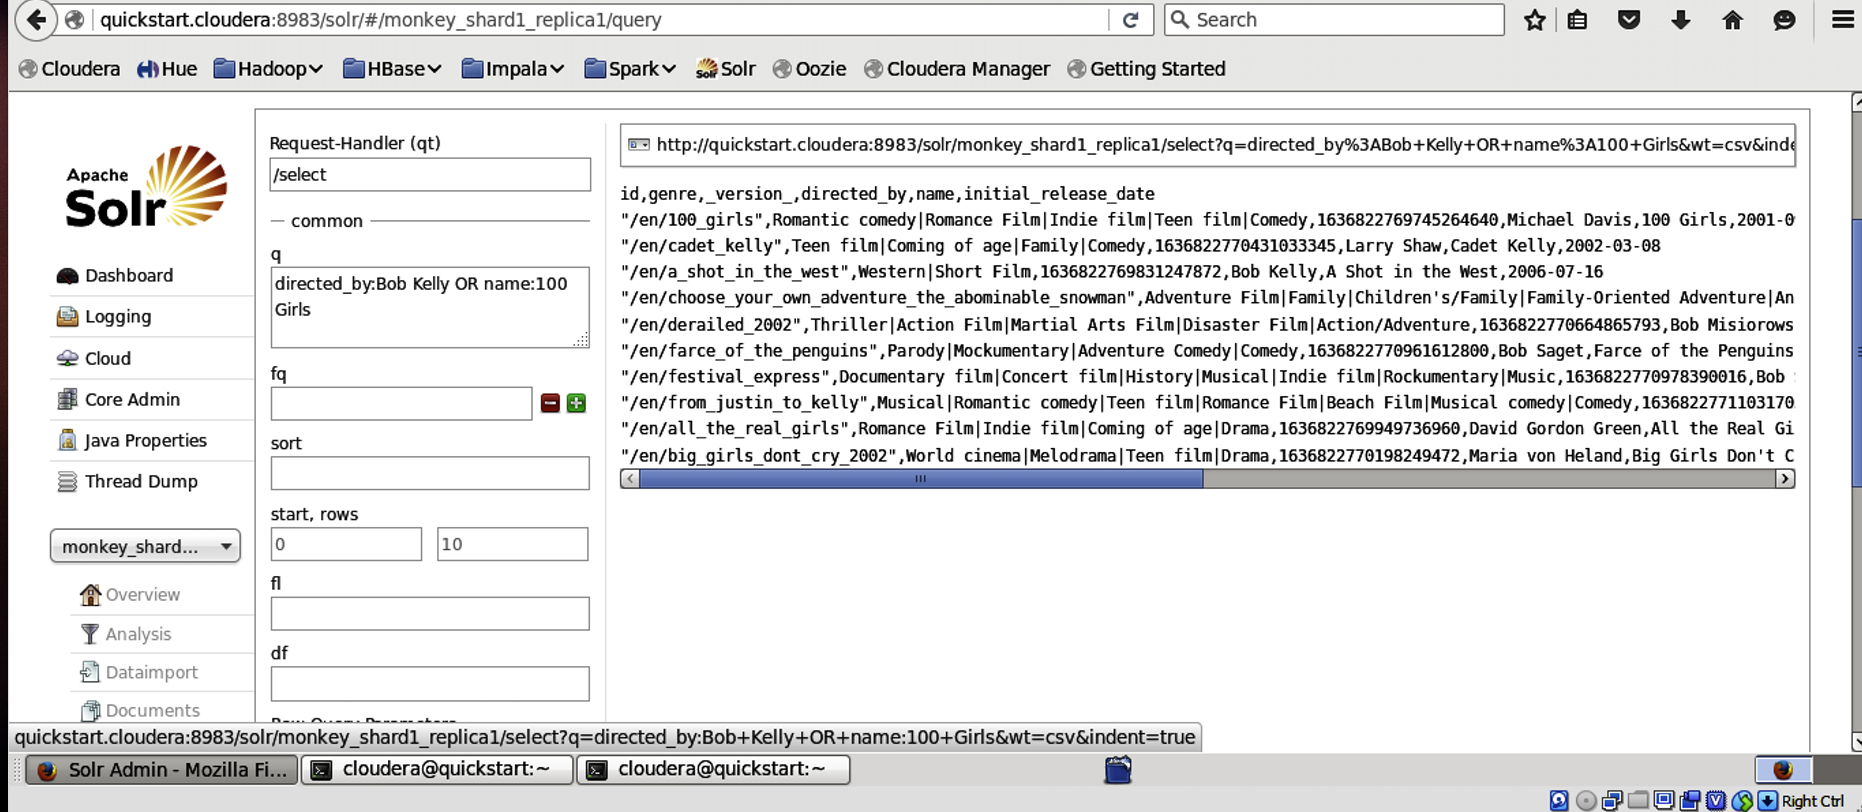 quickstart.cloudera:8983/solr/#/monkey_shard1_replica1/query
Search
Cloudera Hue Hadoop HBase Impala Spark Solr Oozie Cloudera Manager Getting Started
Apache
Solr
Dashboard
Logging
Cloud
Core Admin
Java Properties
Thread Dump
monkey_shard...
Overview
Analysis
Dataimport
Documents
Request-Handler (qt)
/select
common
q
directed_by:Bob Kelly OR name:100
Girls
fq
sort
start, rows
0 10
fl
df
Raw Query Parameters
http://quickstart.cloudera:8983/solr/monkey_shard1_replica1/select?q=directed_by%3ABob+Kelly+OR+name%3A100+Girls&wt=csv&inde
id,genre,_version_,directed_by,name,initial_release_date
"/en/100_girls",Romantic comedy|Romance Film|Indie film|Teen film|Comedy,1636822769745264640,Michael Davis,100 Girls,2001-0
"/en/cadet_kelly",Teen film|Coming of age|Family|Comedy,1636822770431033345,Larry Shaw,Cadet Kelly,2002-03-08
"/en/a_shot_in_the_west",Western|Short Film,1636822769831247872,Bob Kelly,A Shot in the West,2006-07-16
"/en/choose_your_own_adventure_the_abominable_snowman",Adventure Film|Family|Children's/Family|Family-Oriented Adventure|An
"/en/derailed_2002",Thriller|Action Film|Martial Arts Film|Disaster Film|Action/Adventure,1636822770664865793,Bob Misiorows
"/en/farce_of_the_penguins",Parody|Mockumentary|Adventure Comedy|Comedy,1636822770961612800,Bob Saget,Farce of the Penguins
"/en/festival_express",Documentary film|Concert film|History|Musical|Indie film|Rockumentary|Music,1636822770978390016,Bob
"/en/from_justin_to_kelly",Musical|Romantic comedy|Teen film|Romance Film|Beach Film|Musical comedy|Comedy,1636822771103170
"/en/all_the_real_girls",Romance Film|Indie film|Coming of age|Drama,1636822769949736960,David Gordon Green,All the Real Gi
"/en/big_girls_dont_cry_2002",World cinema|Melodrama|Teen film|Drama,1636822770198249472,Maria von Heland,Big Girls Don't C
quickstart.cloudera:8983/solr/monkey_shard1_replica1/select?q=directed_by:Bob+Kelly+OR+name:100+Girls&wt=csv&indent=true
Solr Admin - Mozilla Fi... cloudera@quickstart:~ cloudera@quickstart:~
Right Ctrl